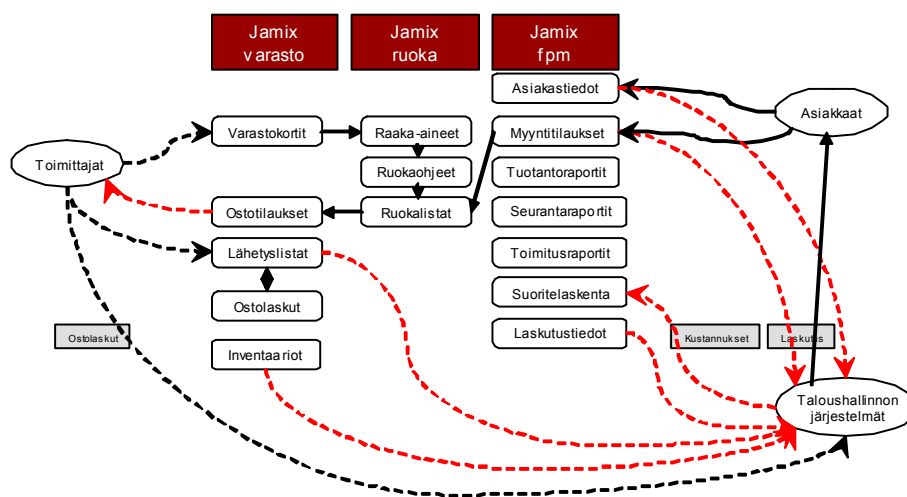 Jamix
varasto
Jamix
ruoka
Jamix
fpm
Asiakastiedot
Asiakkaat
Varastokortit
Raaka-aineet
Myyntitilaukset
Toimittajat
Ruokaohjeet
Tuotantoraportit
Ostotilaukset
Ruokalistat
Seurantaraportit
Lähetyslistat
Toimitusraportit
Ostolaskut
Suoritelaskenta
Ostolaskut
Inventaariot
Laskutustiedot
Kustannukset
Laskutus
Taloushallinnon
järjestelmät